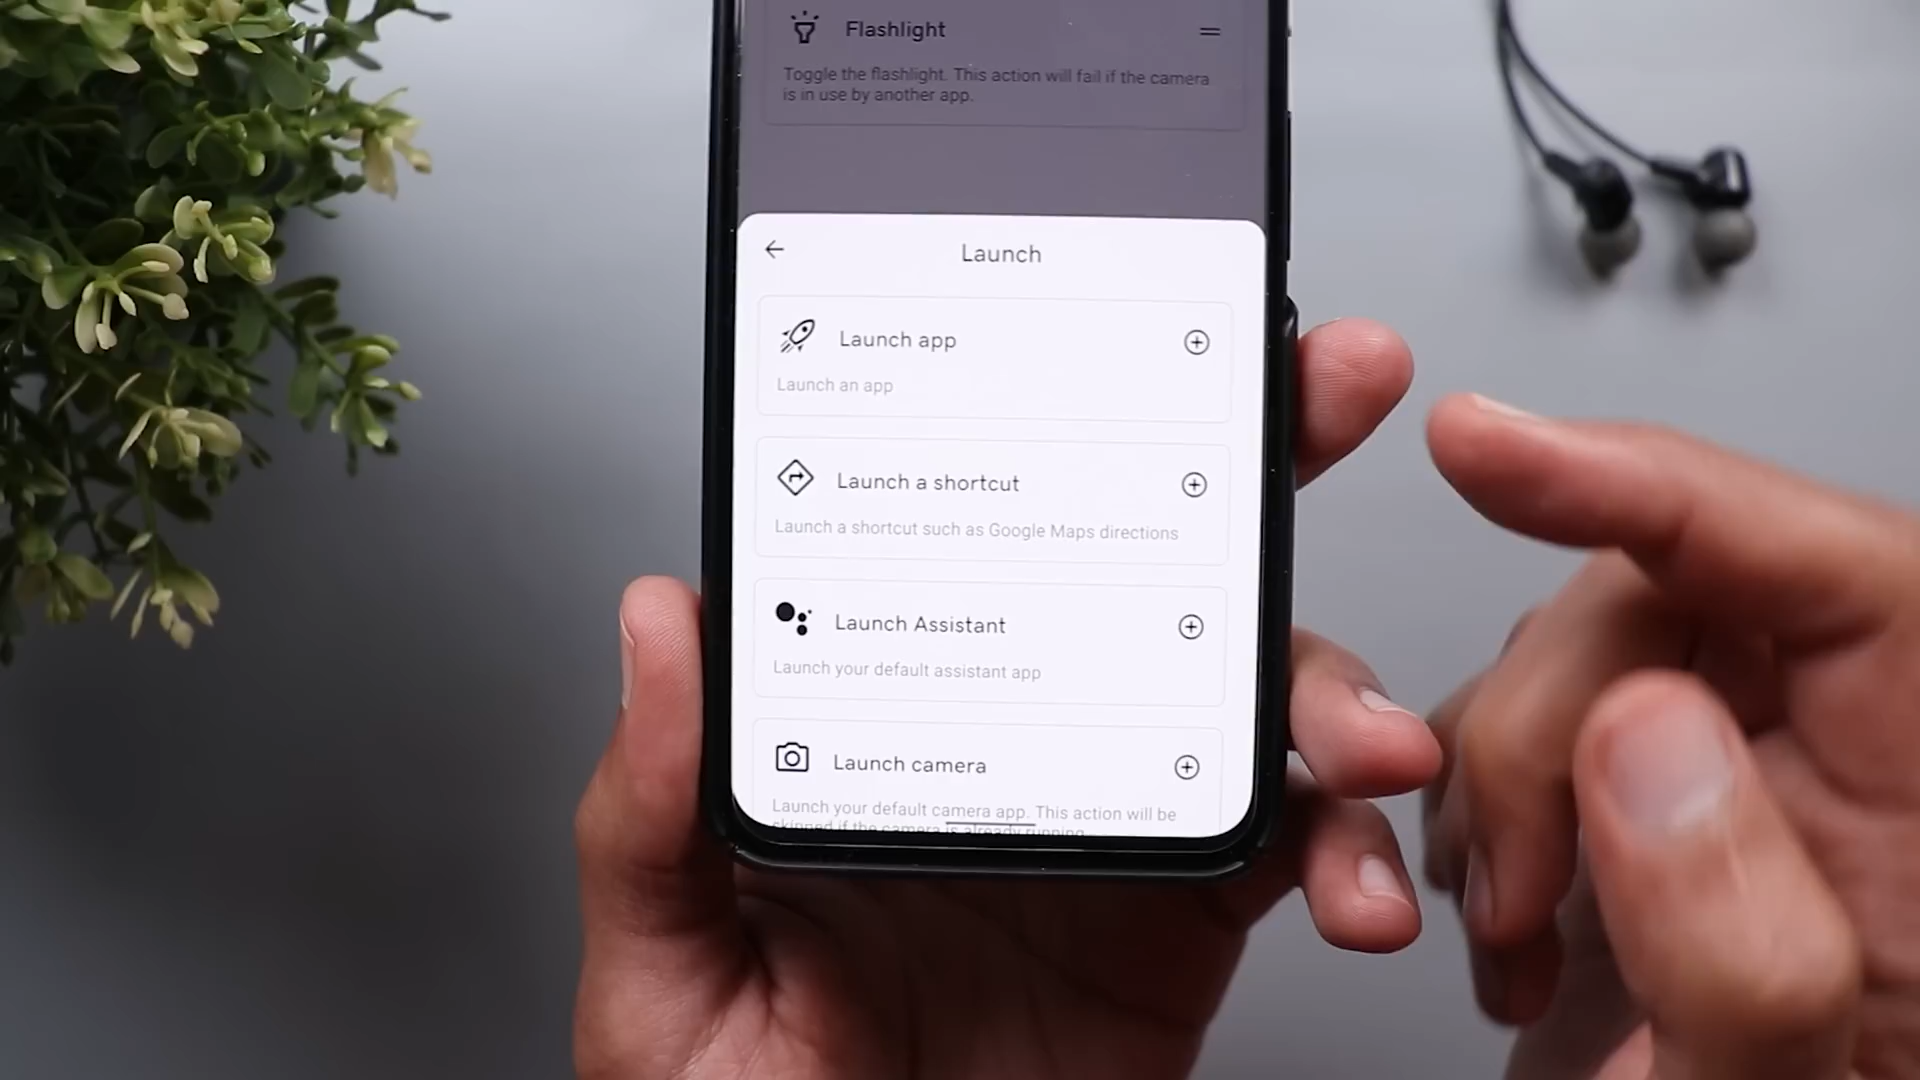 Flashlight
Toggle the flashlight. This action will fail if the camera
is in use by another app.
Launch
Launch app
Launch an app
Launch a shortcut
Launch a shortcut such as Google Maps directions
Launch Assistant
Launch your default assistant app
Launch camera
Launch your default camera app. This action will be
skipped if the camera is already running